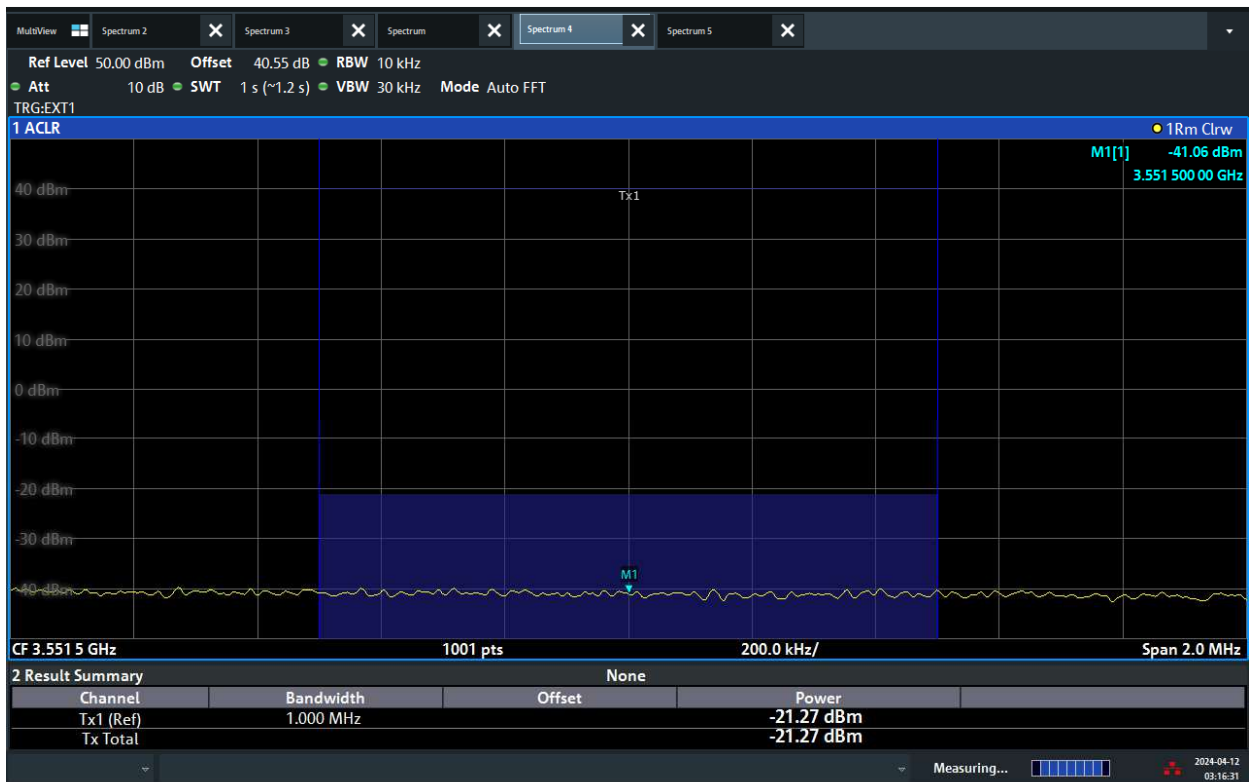 MultiView Spectrum 2 Spectrum 3 Spectrum Spectrum 4 Spectrum 5
Ref Level 50.00 dBm Offset 40.55 dB RBW 10 kHz
Att 10 dB SWT 1 s (~1.2 s) VBW 30 kHz Mode Auto FFT
TRG:EXT1
1 ACLR 1Rm Clrw
M1[1] -41.06 dBm
3.551 500 00 GHz
40 dBm
Tx1
30 dBm
20 dBm
10 dBm
0 dBm
-10 dBm
-20 dBm
-30 dBm
M1
-40 dBm
CF 3.551 5 GHz 1001 pts 200.0 kHz/ Span 2.0 MHz
2 Result Summary None
Channel Bandwidth Offset Power
Tx1 (Ref) 1.000 MHz -21.27 dBm
Tx Total -21.27 dBm
Measuring... 2024-04-12
03:16:31